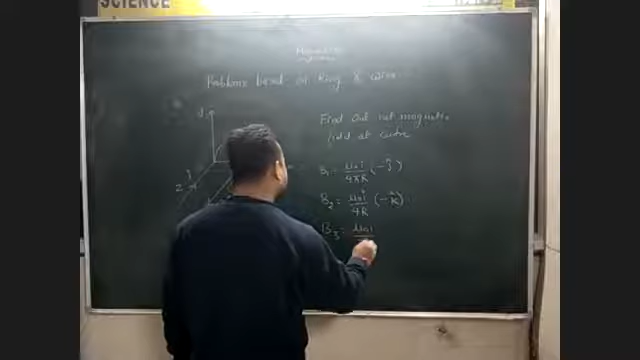 SCIENCE
Problems based on Ring & wire
Find Out net magnetic
field at centre
y
B₁ = μ₀i/4πR (-ĵ)
z
B₂ = μ₀i/4R (-k̂)
B₃ = μ₀i